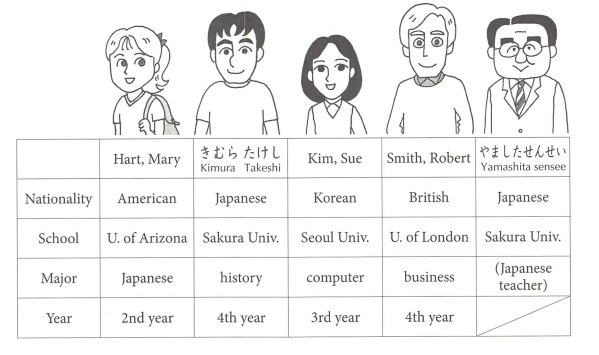 Hart, Mary
きむら たけし
Kimura Takeshi
Kim, Sue
Smith, Robert
やましたせんせい
Yamashita sensee
Nationality American Japanese Korean British Japanese
School U. of Arizona Sakura Univ. Seoul Univ. U. of London Sakura Univ.
Major Japanese history computer business (Japanese
teacher)
Year 2nd year 4th year 3rd year 4th year